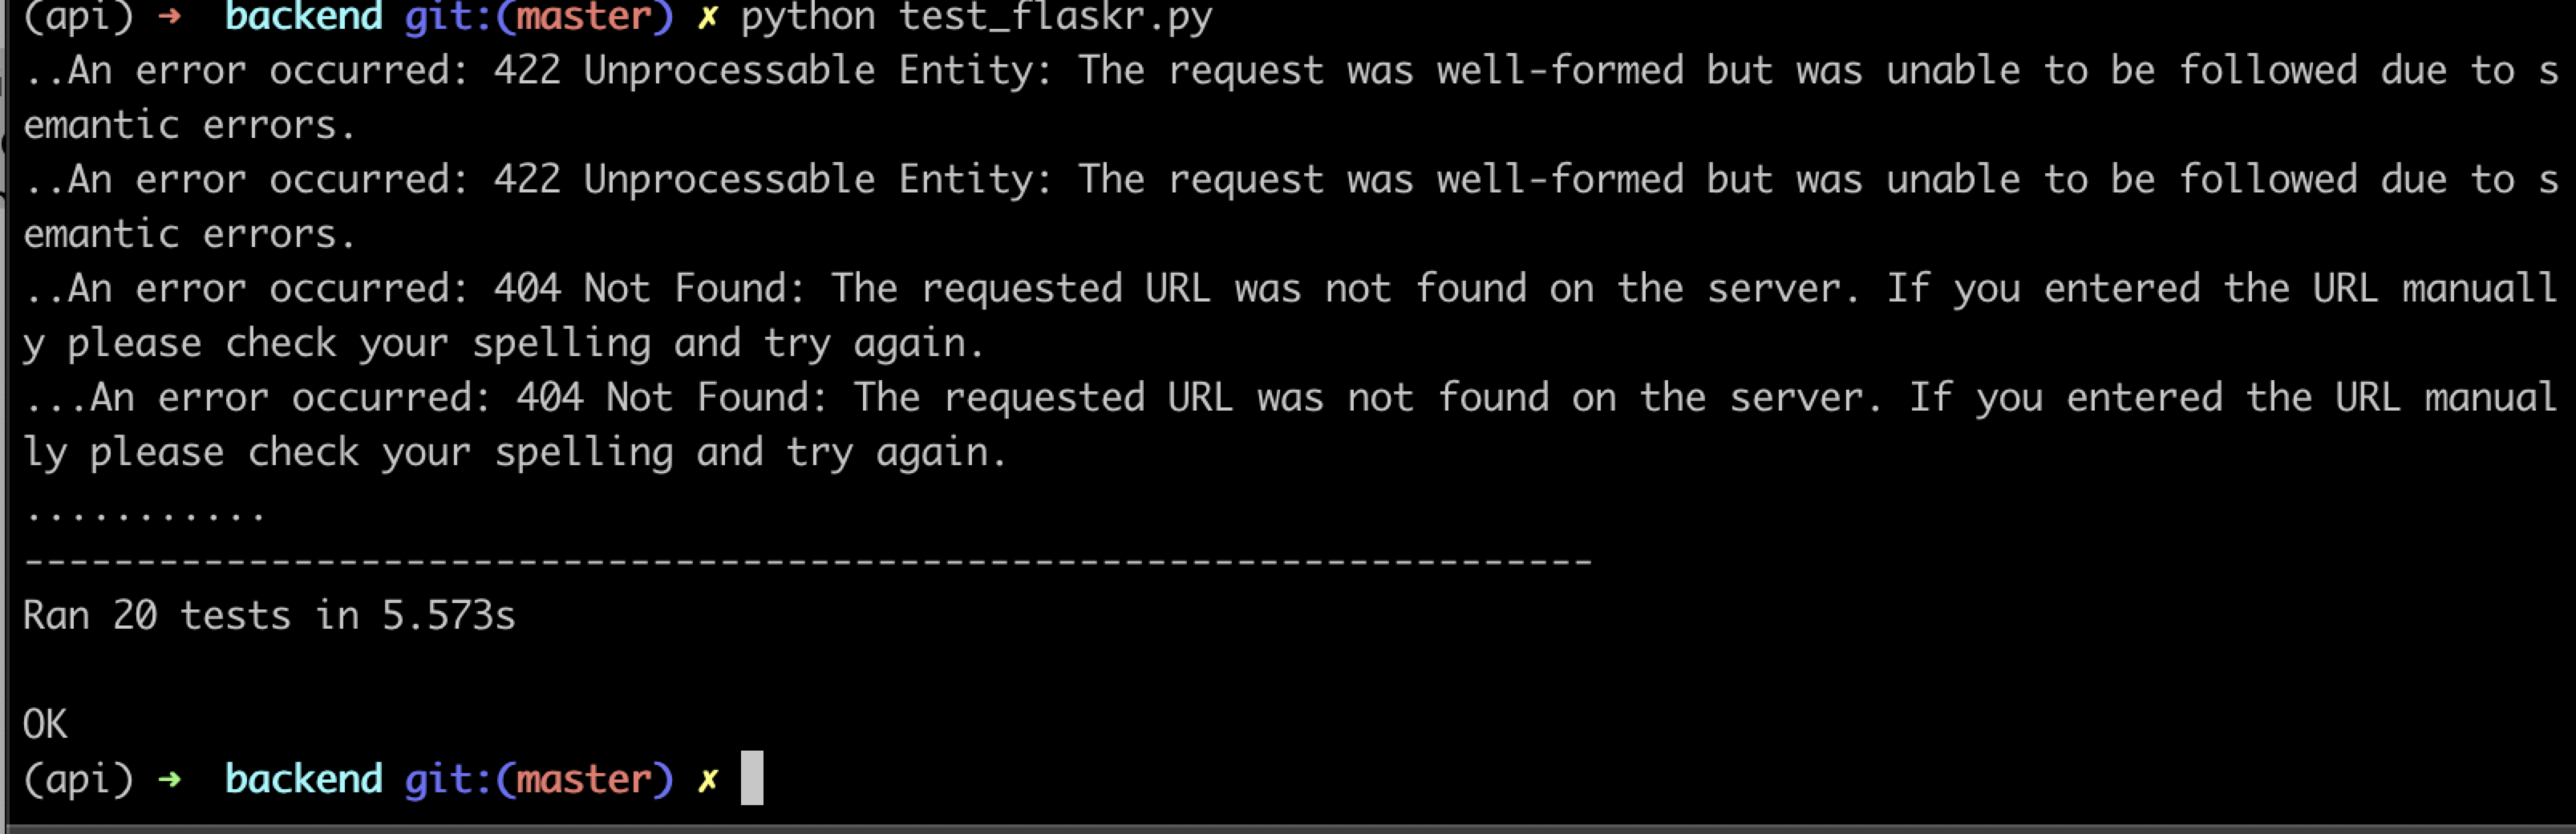 (api) → backend git:(master) ✗ python test_flaskr.py
..An error occurred: 422 Unprocessable Entity: The request was well-formed but was unable to be followed due to s
emantic errors.
..An error occurred: 422 Unprocessable Entity: The request was well-formed but was unable to be followed due to s
emantic errors.
..An error occurred: 404 Not Found: The requested URL was not found on the server. If you entered the URL manuall
y please check your spelling and try again.
...An error occurred: 404 Not Found: The requested URL was not found on the server. If you entered the URL manual
ly please check your spelling and try again.
...........
----------------------------------------------------------------------
Ran 20 tests in 5.573s
OK
(api) → backend git:(master) ✗